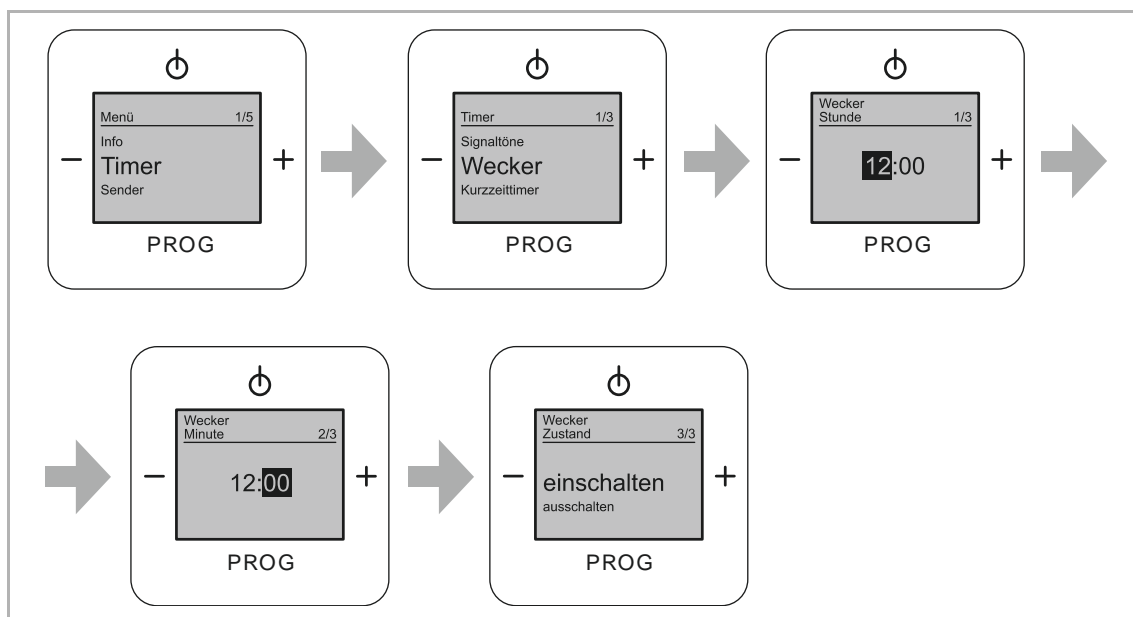 Menü 1/5
Info
Timer
Sender
− +
PROG
Timer 1/3
Signaltöne
Wecker
Kurzzeittimer
− +
PROG
Wecker
Stunde 1/3
12:00
− +
PROG
Wecker
Minute 2/3
12:00
− +
PROG
Wecker
Zustand 3/3
einschalten
ausschalten
− +
PROG